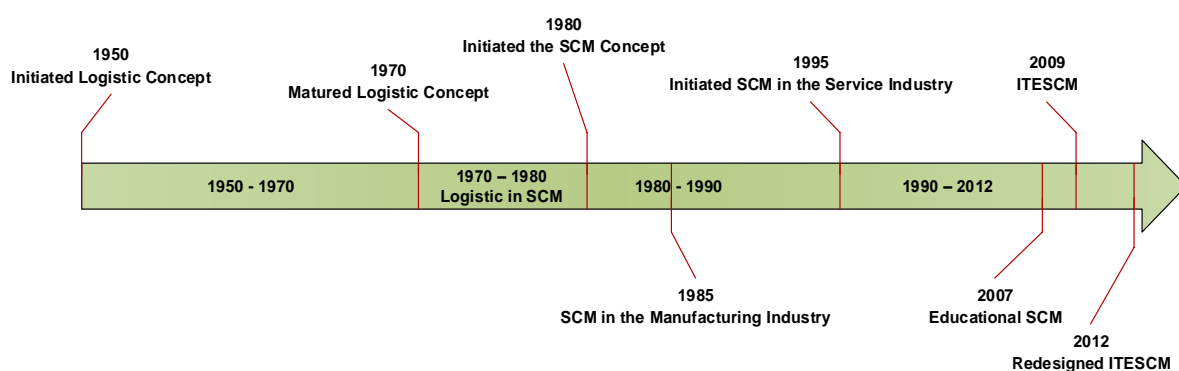 1950
Initiated Logistic Concept
1970
Matured Logistic Concept
1980
Initiated the SCM Concept
1995
Initiated SCM in the Service Industry
2009
ITESCM
1950 - 1970
1970 – 1980
Logistic in SCM
1980 - 1990
1990 – 2012
1985
SCM in the Manufacturing Industry
2007
Educational SCM
2012
Redesigned ITESCM